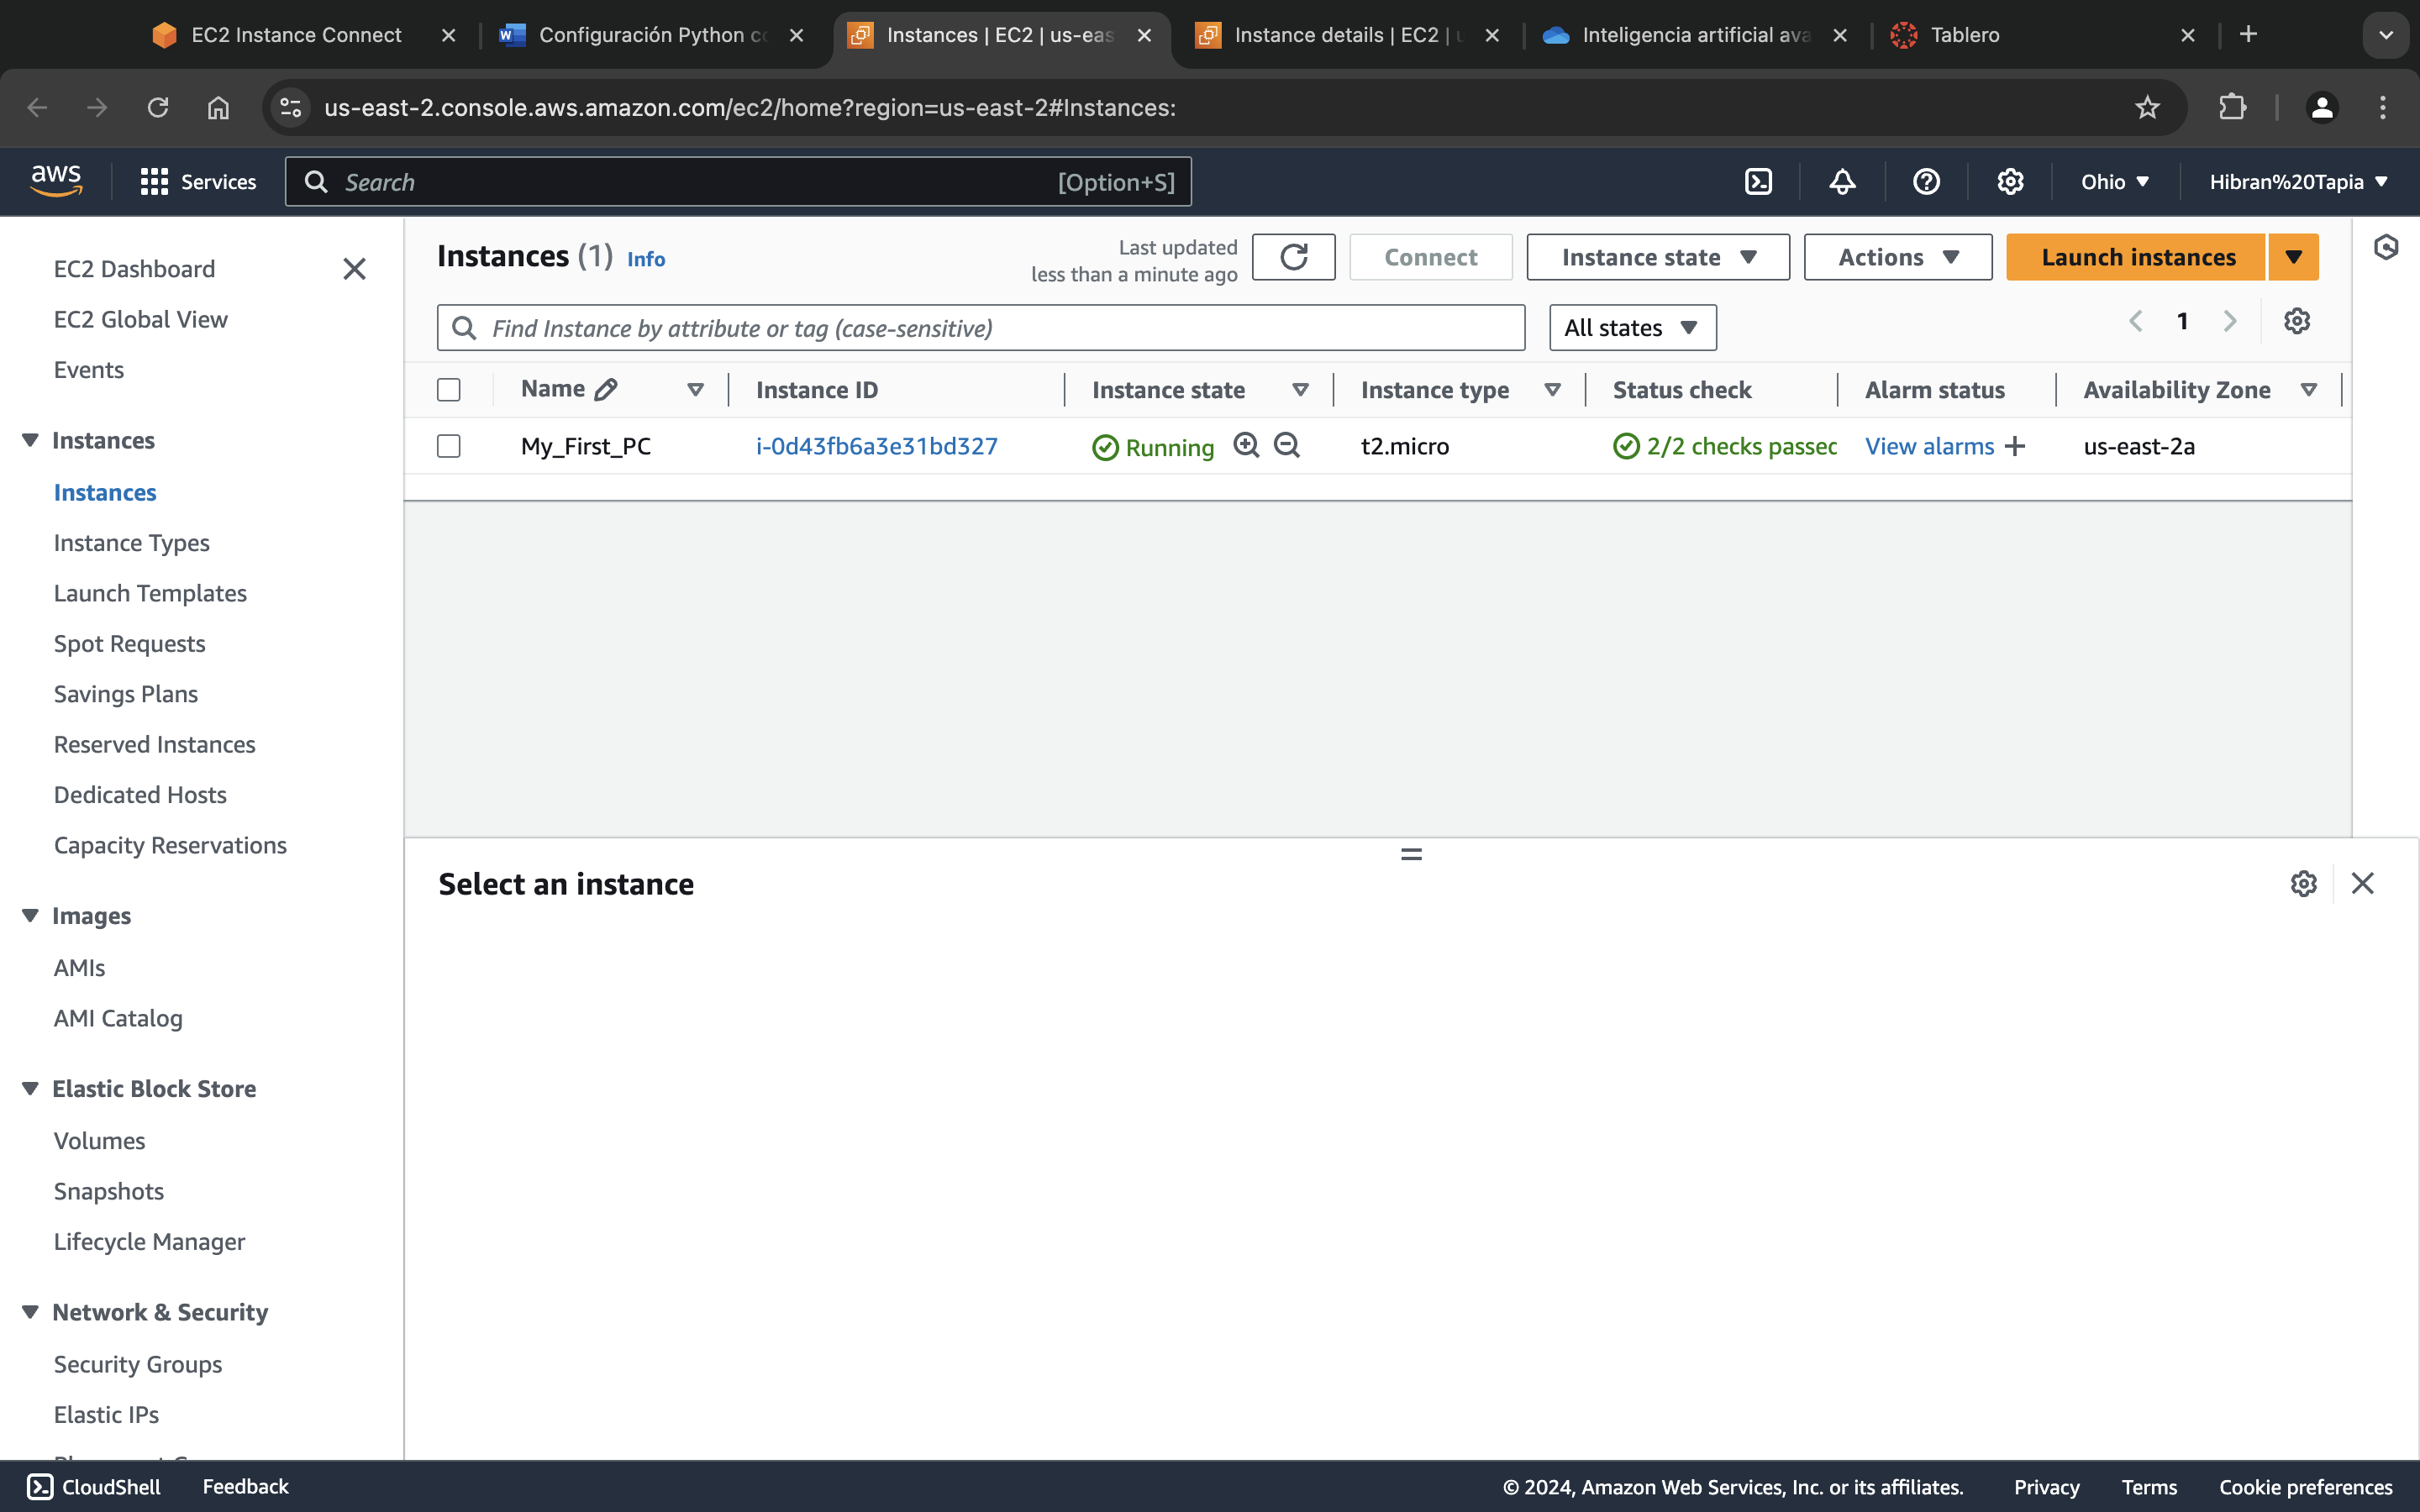 EC2 Instance Connect
Configuración Python co
Instances | EC2 | us-eas
Instance details | EC2 | u
Inteligencia artificial ava
Tablero
us-east-2.console.aws.amazon.com/ec2/home?region=us-east-2#Instances:
aws
Services
Search
[Option+S]
Ohio
Hibran%20Tapia
EC2 Dashboard
EC2 Global View
Events
Instances
Instances
Instance Types
Launch Templates
Spot Requests
Savings Plans
Reserved Instances
Dedicated Hosts
Capacity Reservations
Images
AMIs
AMI Catalog
Elastic Block Store
Volumes
Snapshots
Lifecycle Manager
Network & Security
Security Groups
Elastic IPs
Instances (1) Info
Last updated
less than a minute ago
Connect
Instance state
Actions
Launch instances
Find Instance by attribute or tag (case-sensitive)
All states
1
Name
Instance ID
Instance state
Instance type
Status check
Alarm status
Availability Zone
My_First_PC
i-0d43fb6a3e31bd327
Running
t2.micro
2/2 checks passec
View alarms
us-east-2a
Select an instance
CloudShell
Feedback
© 2024, Amazon Web Services, Inc. or its affiliates.
Privacy
Terms
Cookie preferences